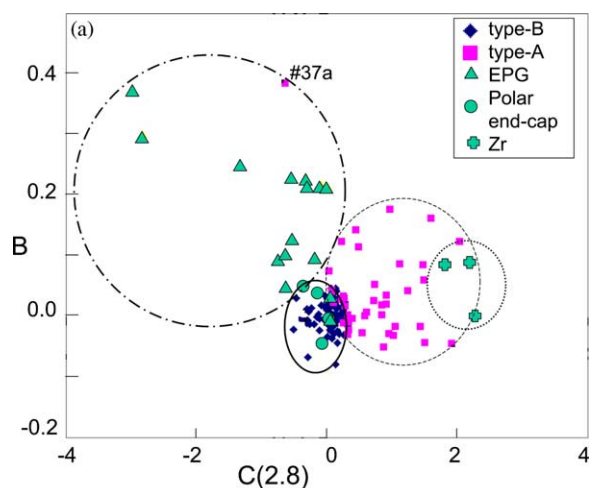 (a)
#37a
type-B
type-A
EPG
Polar
end-cap
Zr
B
0.4
0.2
0.0
-0.2
-4
-2
0
2
4
C(2.8)